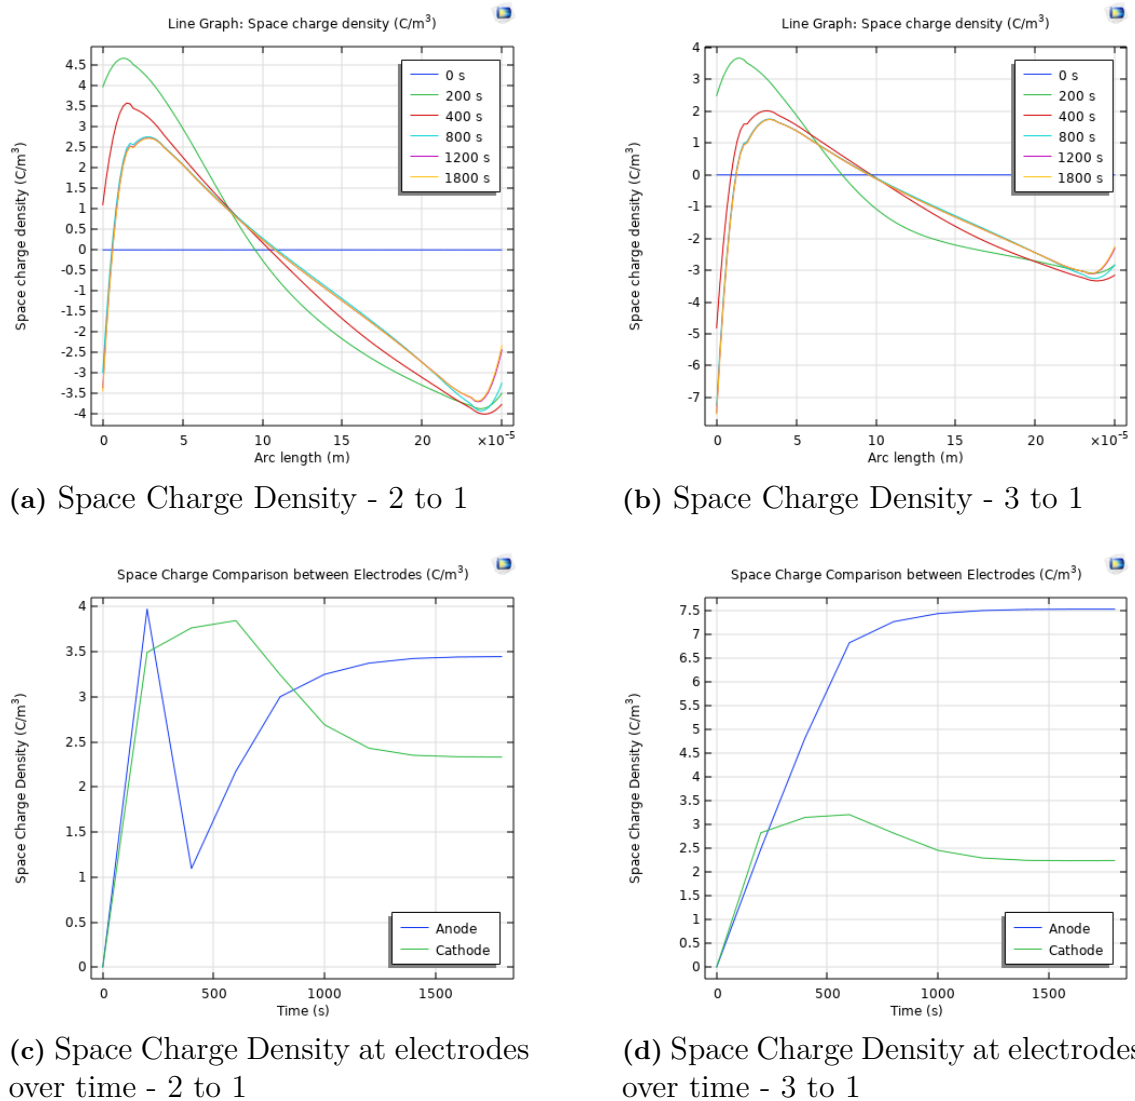 Line Graph: Space charge density (C/m³)
Space charge density (C/m³)
4.5
4
3.5
3
2.5
2
1.5
1
0.5
0
-0.5
-1
-1.5
-2
-2.5
-3
-3.5
-4
0 s
200 s
400 s
800 s
1200 s
1800 s
0 5 10 15 20 ×10⁻⁵
Arc length (m)
(a) Space Charge Density - 2 to 1
Line Graph: Space charge density (C/m³)
Space charge density (C/m³)
4
3
2
1
0
-1
-2
-3
-4
-5
-6
-7
0 s
200 s
400 s
800 s
1200 s
1800 s
0 5 10 15 20 ×10⁻⁵
Arc length (m)
(b) Space Charge Density - 3 to 1
Space Charge Comparison between Electrodes (C/m³)
Space Charge Density (C/m³)
4
3.5
3
2.5
2
1.5
1
0.5
0
Anode
Cathode
0 500 1000 1500
Time (s)
(c) Space Charge Density at electrodes
over time - 2 to 1
Space Charge Comparison between Electrodes (C/m³)
Space Charge Density (C/m³)
7.5
7
6.5
6
5.5
5
4.5
4
3.5
3
2.5
2
1.5
1
0.5
0
Anode
Cathode
0 500 1000 1500
Time (s)
(d) Space Charge Density at electrodes
over time - 3 to 1